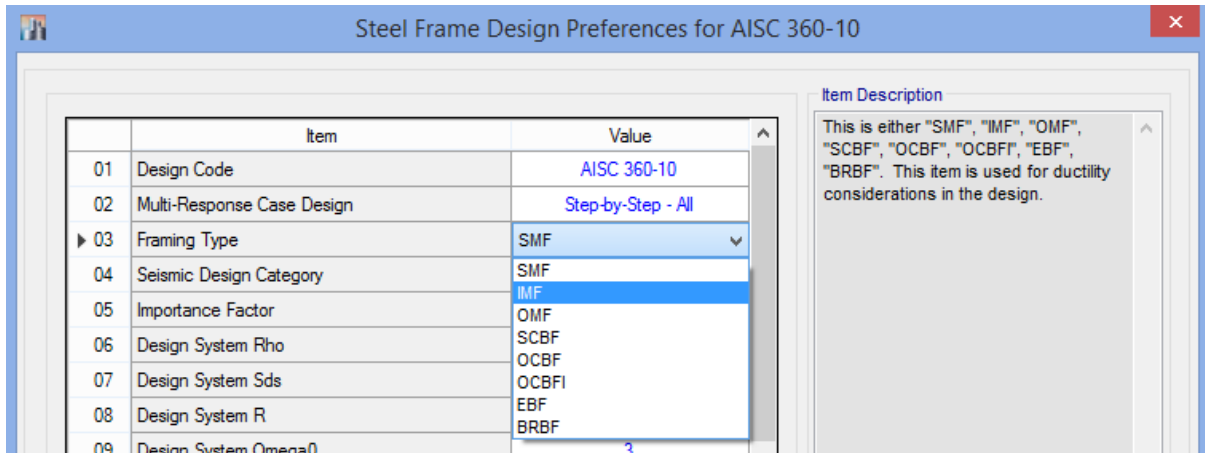 Steel Frame Design Preferences for AISC 360-10
Item Value
01 Design Code AISC 360-10
02 Multi-Response Case Design Step-by-Step - All
03 Framing Type SMF
04 Seismic Design Category
05 Importance Factor
06 Design System Rho
07 Design System Sds
08 Design System R
09 Design System Omega0 3
SMF
IMF
OMF
SCBF
OCBF
OCBFI
EBF
BRBF
Item Description
This is either "SMF", "IMF", "OMF",
"SCBF", "OCBF", "OCBFI", "EBF",
"BRBF". This item is used for ductility
considerations in the design.